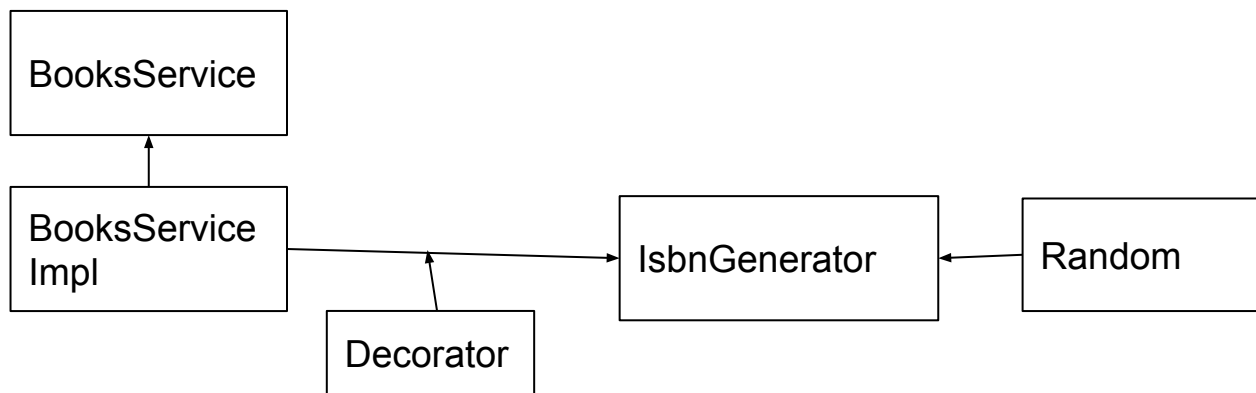 BooksService
BooksService
Impl
IsbnGenerator
Random
Decorator